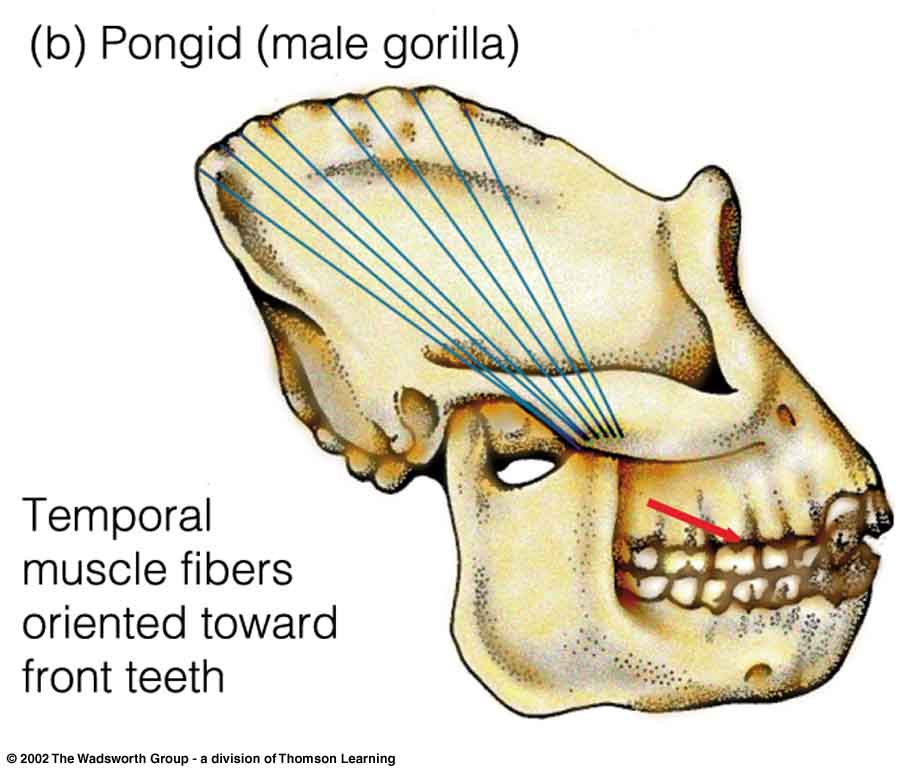 (b) Pongid (male gorilla)
Temporal
muscle fibers
oriented toward
front teeth
© 2002 The Wadsworth Group - a division of Thomson Learning